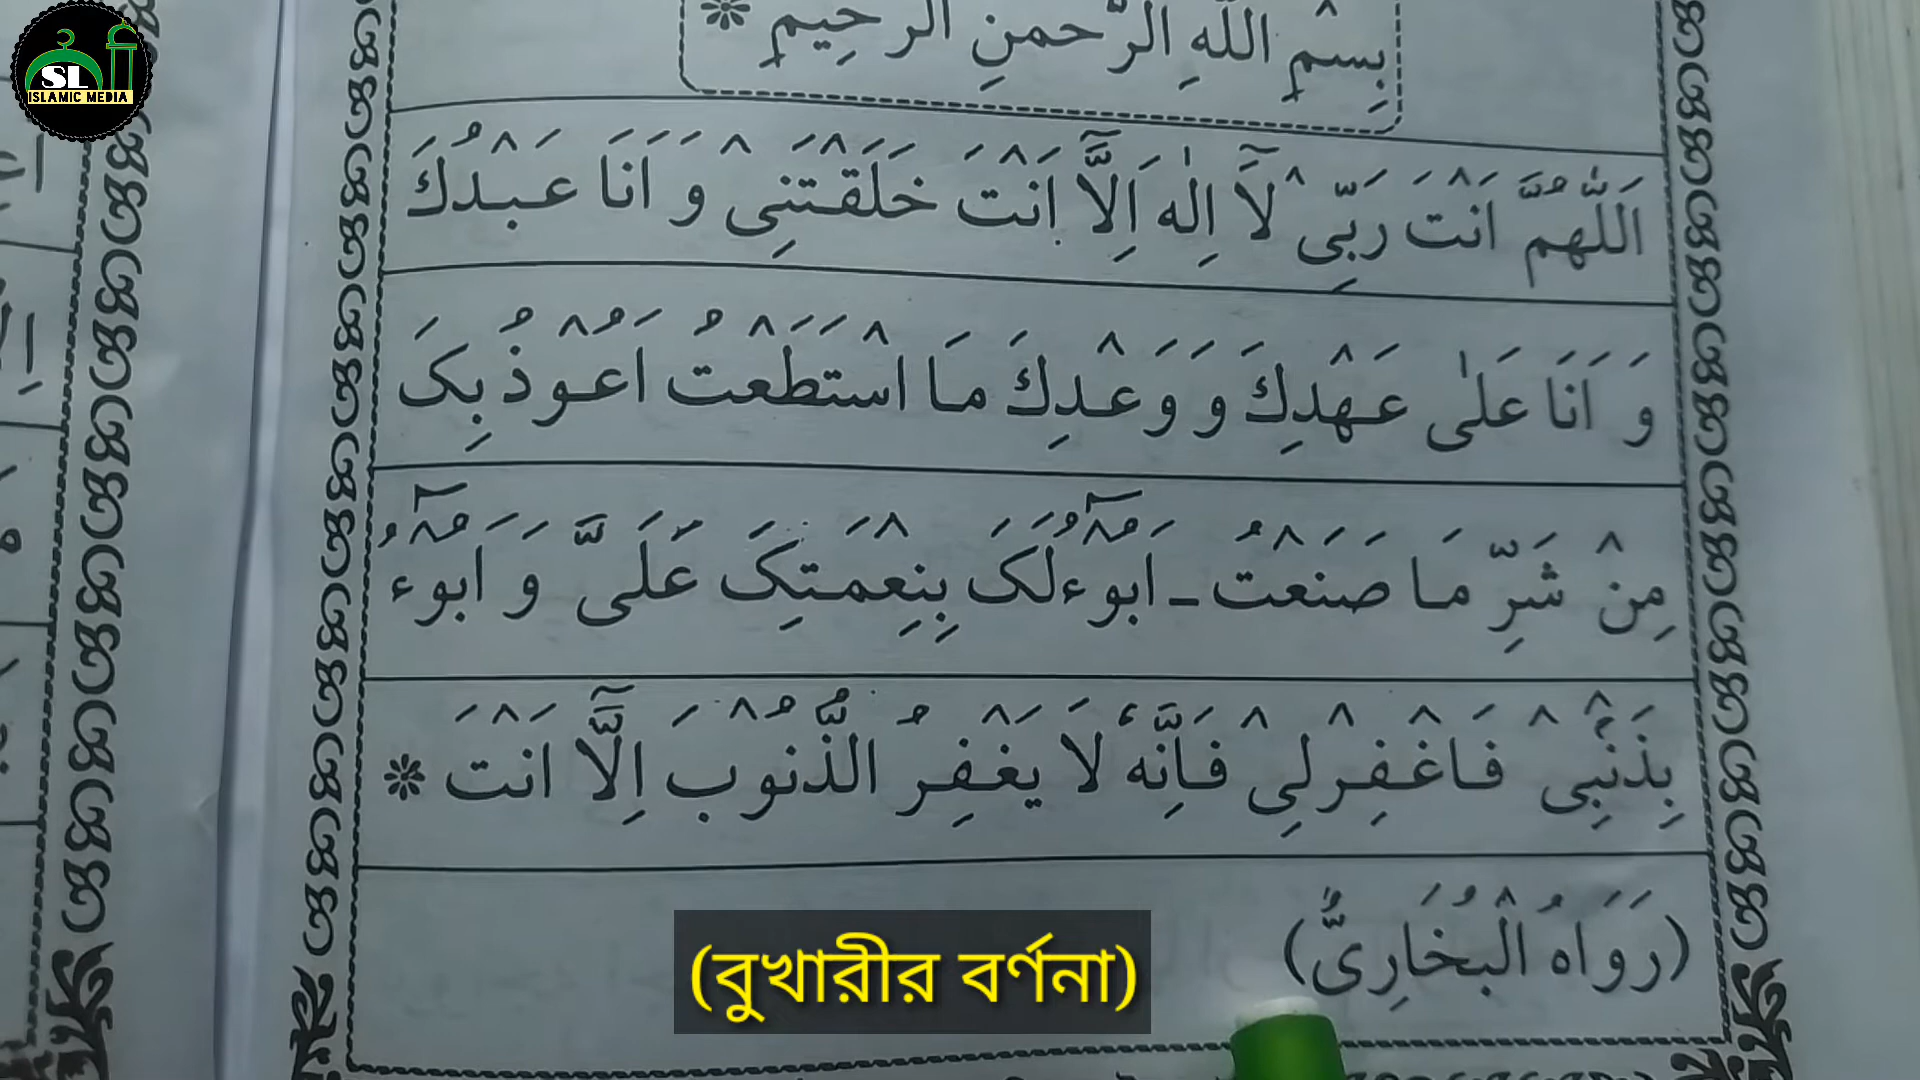 SL
ISLAMIC MEDIA
بِسْمِ اللّٰهِ الرَّحْمٰنِ الرَّحِيْمِ
اَللّٰهُمَّ اَنْتَ رَبِّىْ لَآ اِلٰهَ اِلَّآ اَنْتَ خَلَقْتَنِىْ وَ اَنَا عَبْدُكَ
وَ اَنَا عَلٰى عَهْدِكَ وَ وَعْدِكَ مَا اسْتَطَعْتُ اَعُوْذُ بِكَ
مِنْ شَرِّ مَا صَنَعْتُ ـ اَبُوْٓءُ لَكَ بِنِعْمَتِكَ عَلَىَّ وَ اَبُوْٓءُ
بِذَنْۢبِىْ فَاغْفِرْلِىْ فَاِنَّهٗ لَا يَغْفِرُ الذُّنُوْبَ اِلَّآ اَنْتَ
(رَوَاهُ الْبُخَارِىُّ)
(বুখারীর বর্ণনা)